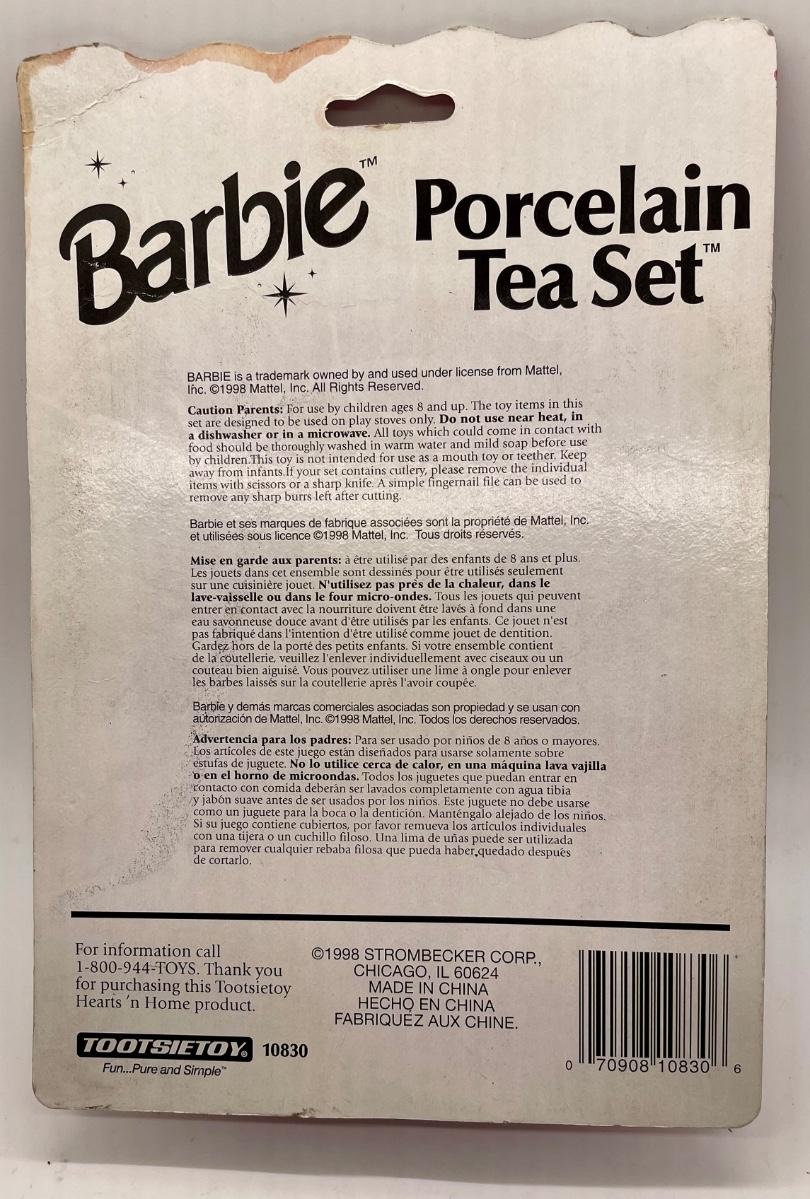 Barbie™
Porcelain
Tea Set™
BARBIE is a trademark owned by and used under license from Mattel,
Inc. ©1998 Mattel, Inc. All Rights Reserved.
Caution Parents: For use by children ages 8 and up. The toy items in this
set are designed to be used on play stoves only. Do not use near heat, in
a dishwasher or in a microwave. All toys which could come in contact with
food should be thoroughly washed in warm water and mild soap before use
by children.This toy is not intended for use as a mouth toy or teether. Keep
away from infants.If your set contains cutlery, please remove the individual
items with scissors or a sharp knife. A simple fingernail file can be used to
remove any sharp burrs left after cutting.
Barbie et ses marques de fabrique associées sont la propriété de Mattel, Inc.
et utilisées sous licence ©1998 Mattel, Inc. Tous droits réservés.
Mise en garde aux parents: à être utilisé par des enfants de 8 ans et plus.
Les jouets dans cet ensemble sont dessinés pour être utilisés seulement
sur une cuisinière jouet. N'utilisez pas prés de la chaleur, dans le
lave-vaisselle ou dans le four micro-ondes. Tous les jouets qui peuvent
entrer en contact avec la nourriture doivent être lavés à fond dans une
eau savonneuse douce avant d'être utilisés par les enfants. Ce jouet n'est
pas fabriqué dans l'intention d'être utilisé comme jouet de dentition.
Gardez hors de la porté des petits enfants. Si votre ensemble contient
de la coutellerie, veuillez l'enlever individuellement avec ciseaux ou un
couteau bien aiguisé. Vous pouvez utiliser une lime à ongle pour enlever
les barbes laissés sur la coutellerie après l'avoir coupée.
Barbie y demás marcas comerciales asociadas son propiedad y se usan con
autorización de Mattel, Inc. ©1998 Mattel, Inc. Todos los derechos reservados.
Advertencia para los padres: Para ser usado por niños de 8 años o mayores.
Los artícoles de este juego están diseñados para usarse solamente sobre
estufas de juguete. No lo utilice cerca de calor, en una máquina lava vajilla
o en el horno de microondas. Todos los juguetes que puedan entrar en
contacto con comida deberàn ser lavados completamente con agua tibia
y jabón suave antes de ser usados por los niños. Este juguete no debe usarse
como un juguete para la boca o la dentición. Manténgalo alejado de los niños.
Si su juego contiene cubiertos, por favor remueva los artículos individuales
con una tijera o un cuchillo filoso. Una lima de uñas puede ser utilizada
para remover cualquier rebaba filosa que pueda haber quedado después
de cortarlo.
For information call
1-800-944-TOYS. Thank you
for purchasing this Tootsietoy
Hearts 'n Home product.
TOOTSIETOY® 10830
Fun...Pure and Simple™
©1998 STROMBECKER CORP.,
CHICAGO, IL 60624
MADE IN CHINA
HECHO EN CHINA
FABRIQUÉZ AUX CHINE.
0 70908 10830 6